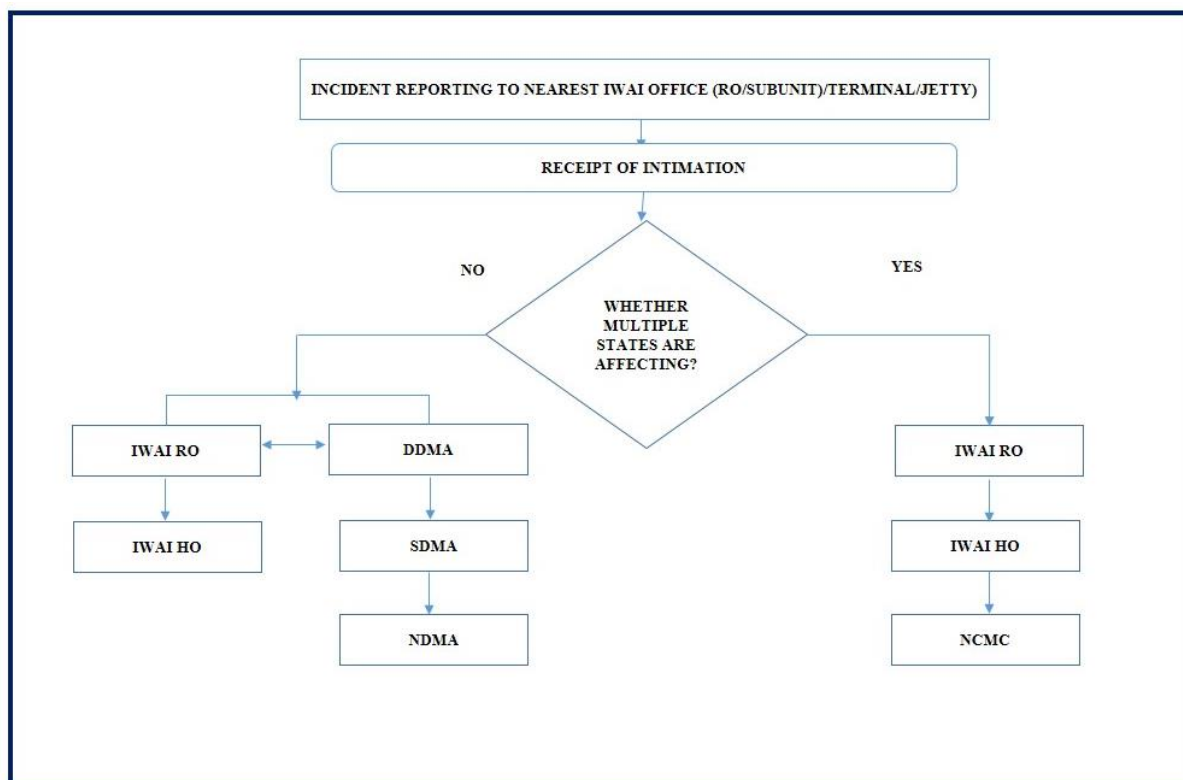 INCIDENT REPORTING TO NEAREST IWAI OFFICE (RO/SUBUNIT)/TERMINAL/JETTY)
RECEIPT OF INTIMATION
NO
YES
WHETHER
MULTIPLE
STATES ARE
AFFECTING?
IWAI RO
DDMA
IWAI RO
IWAI HO
SDMA
IWAI HO
NDMA
NCMC